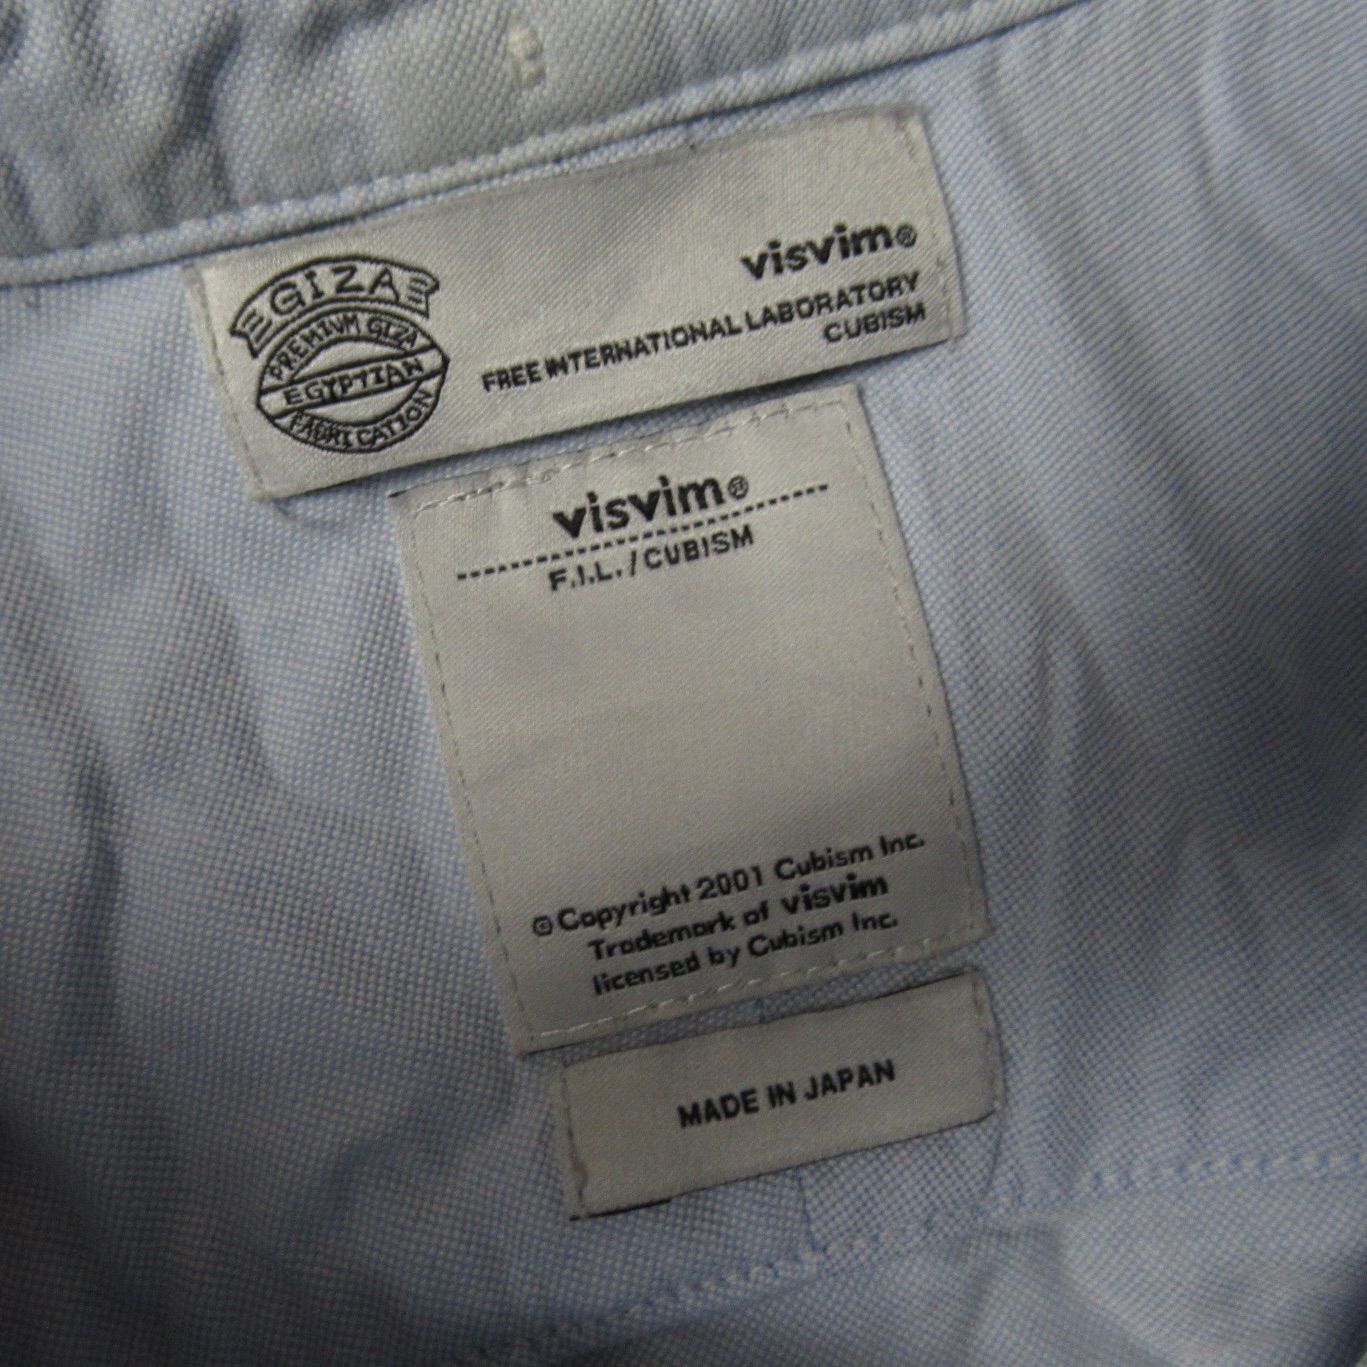 GIZA
PREMIUM GIZA
EGYPTIAN
FABRICATION
visvim®
FREE INTERNATIONAL LABORATORY
CUBISM
visvim®
F.I.L./CUBISM
©Copyright 2001 Cubism Inc.
Trademark of visvim
licensed by Cubism Inc.
MADE IN JAPAN